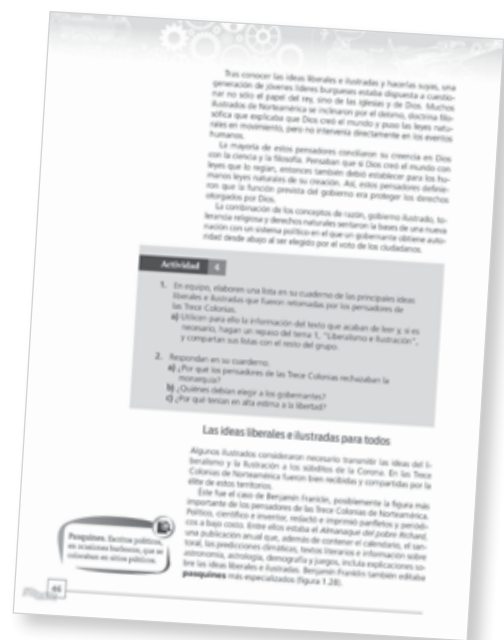 Tras conocer las ideas liberales e ilustradas y hacerlas suyas, una
generación de jóvenes líderes burgueses estaba dispuesta a cuestio-
nar no sólo el papel del rey, sino de las iglesias y de Dios. Muchos
ilustrados de Norteamérica se inclinaron por el deísmo, doctrina filo-
sófica que explicaba que Dios creó el mundo y puso las leyes natu-
rales en movimiento, pero no intervenía directamente en los eventos
humanos.
La mayoría de estos pensadores conciliaron su creencia en Dios
con la ciencia y la filosofía. Pensaban que si Dios creó el mundo con
leyes que lo regían, entonces también debió establecer para los hu-
manos leyes naturales de su creación. Así, estos pensadores definie-
ron que la función prevista del gobierno era proteger los derechos
otorgados por Dios.
La combinación de los conceptos de razón, gobierno ilustrado, to-
lerancia religiosa y derechos naturales sentaron la bases de una nueva
nación con un sistema político en el que un gobernante obtiene auto-
ridad desde abajo al ser elegido por el voto de los ciudadanos.
Actividad 4
1. En equipo, elaboren una lista en su cuaderno de las principales ideas
liberales e ilustradas que fueron retomadas por los pensadores de
las Trece Colonias.
a) Utilicen para ello la información del texto que acaban de leer y, si es
necesario, hagan un repaso del tema 1, "Liberalismo e Ilustración",
y compartan sus listas con el resto del grupo.
2. Respondan en su cuaderno.
a) ¿Por qué los pensadores de las Trece Colonias rechazaban la
monarquía?
b) ¿Quiénes debían elegir a los gobernantes?
c) ¿Por qué tenían en alta estima a la libertad?
Las ideas liberales e ilustradas para todos
Algunos ilustrados consideraron necesario transmitir las ideas del li-
beralismo y la Ilustración a los súbditos de la Corona. En las Trece
Colonias de Norteamérica fueron bien recibidas y compartidas por la
élite de estos territorios.
Éste fue el caso de Benjamin Franklin, posiblemente la figura más
importante de los pensadores de las Trece Colonias de Norteamérica.
Político, científico e inventor, redactó e imprimió panfletos y periódi-
cos a bajo costo. Entre ellos estaba el Almanaque del pobre Richard,
una publicación anual que, además de contener el calendario, el san-
toral, las predicciones climáticas, textos literarios e información sobre
astronomía, astrología, demografía y juegos, incluía explicaciones so-
bre las ideas liberales e ilustradas. Benjamin Franklin también editaba
pasquines más especializados (figura 1.28).
Pasquines. Escritos políticos,
en ocasiones burlescos, que se
colocaban en sitios públicos.